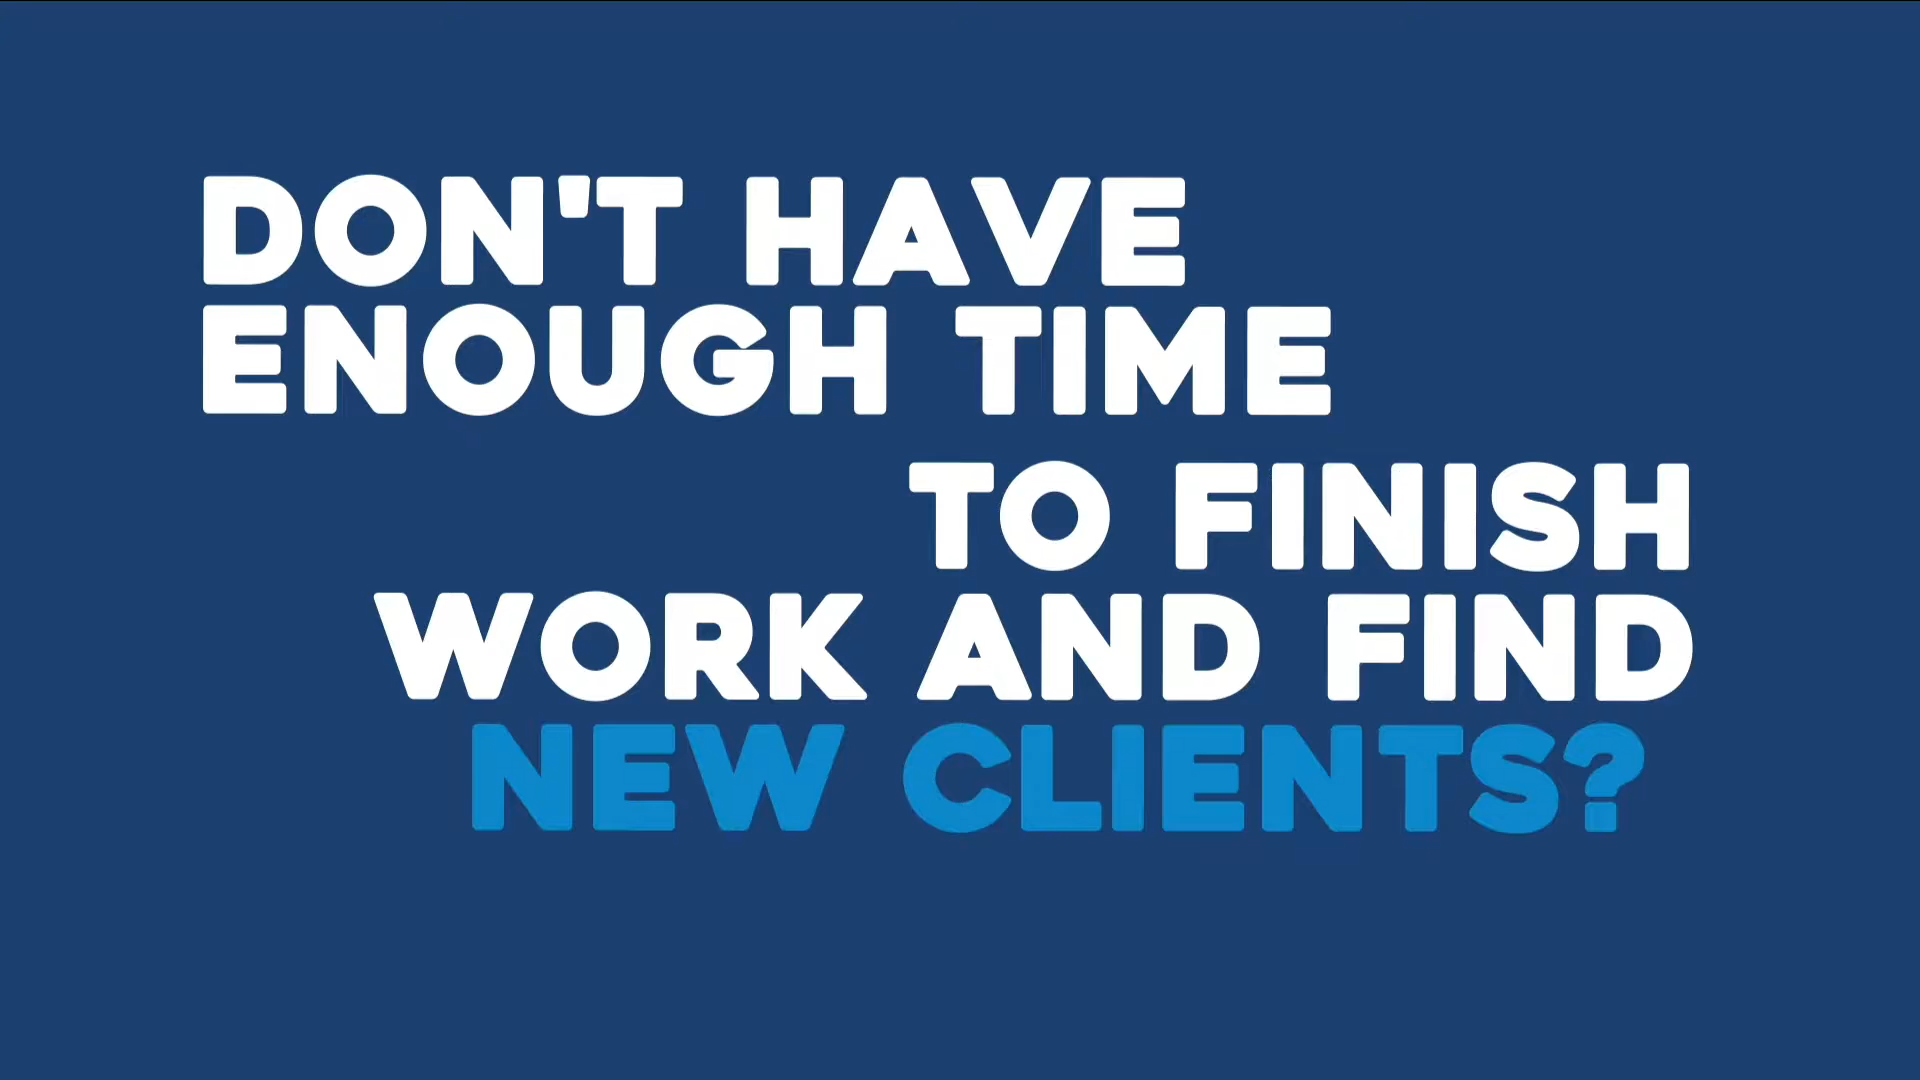 DON'T HAVE
ENOUGH TIME
TO FINISH
WORK AND FIND
NEW CLIENTS?